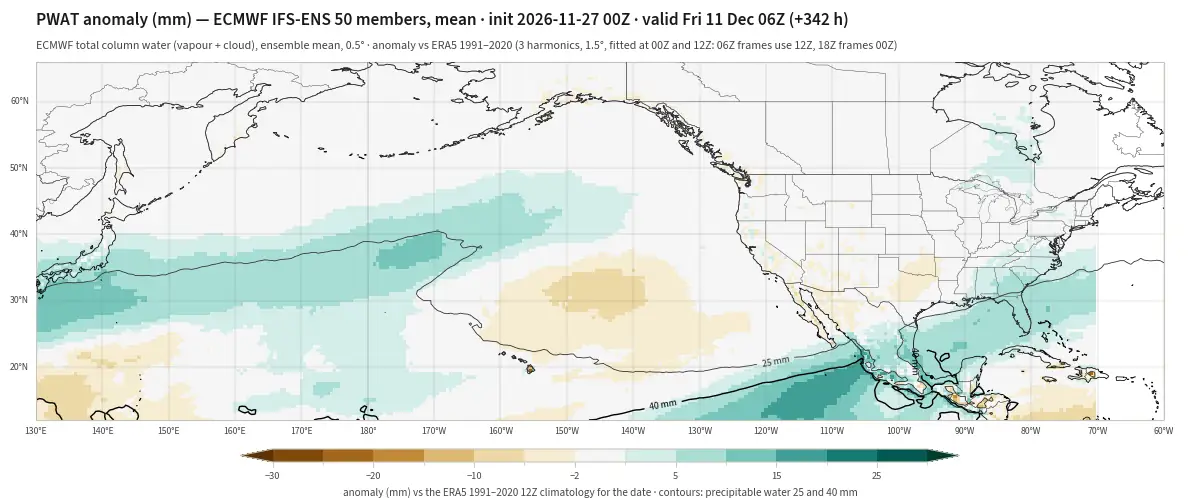 PWAT anomaly (mm) — ECMWF IFS-ENS 50 members, mean · init 2026-11-27 00Z · valid Fri 11 Dec 06Z (+342 h)
ECMWF total column water (vapour + cloud), ensemble mean, 0.5° · anomaly vs ERA5 1991–2020 (3 harmonics, 1.5°, fitted at 00Z and 12Z: 06Z frames use 12Z, 18Z frames 00Z)
60°N
50°N
40°N
30°N
20°N
25 mm
40 mm
40 mm
130°E 140°E 150°E 160°E 170°E 180° 170°W 160°W 150°W 140°W 130°W 120°W 110°W 100°W 90°W 80°W 70°W 60°W
−30 −20 −10 −2 5 15 25
anomaly (mm) vs the ERA5 1991–2020 12Z climatology for the date · contours: precipitable water 25 and 40 mm